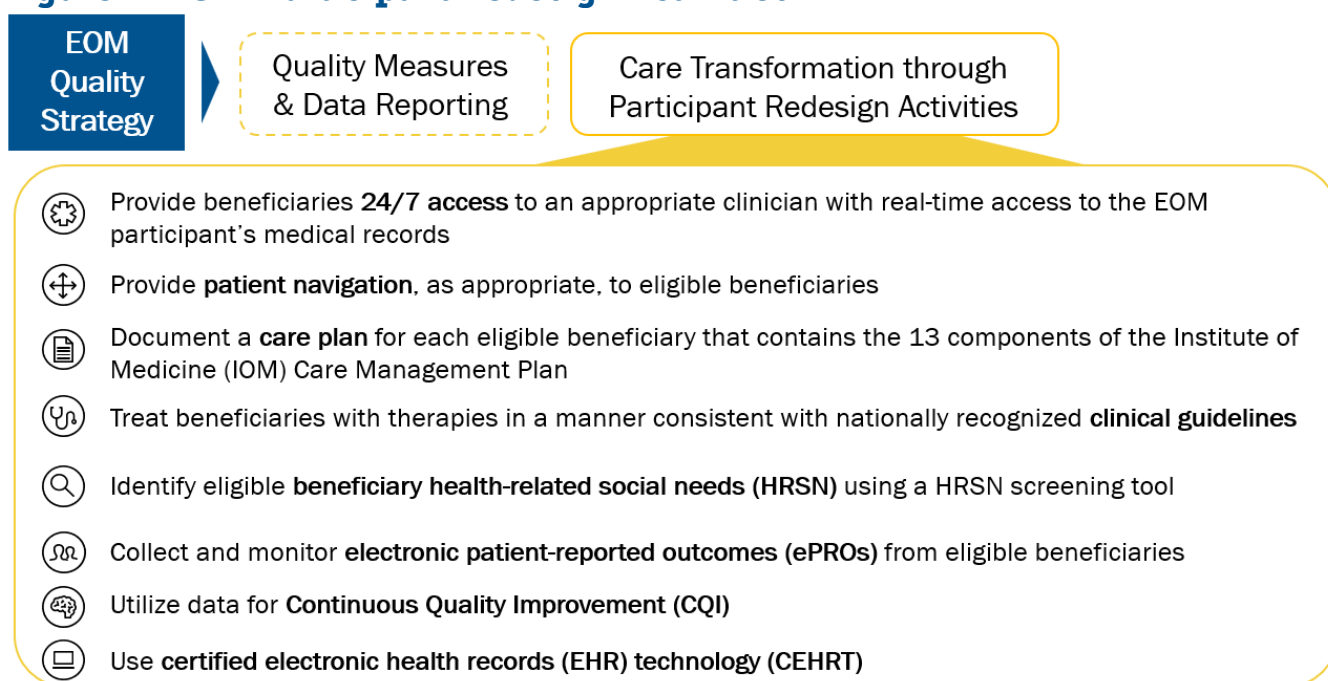 EOM
Quality
Strategy
Quality Measures
& Data Reporting
Care Transformation through
Participant Redesign Activities
Provide beneficiaries 24/7 access to an appropriate clinician with real-time access to the EOM
participant’s medical records
Provide patient navigation, as appropriate, to eligible beneficiaries
Document a care plan for each eligible beneficiary that contains the 13 components of the Institute of
Medicine (IOM) Care Management Plan
Treat beneficiaries with therapies in a manner consistent with nationally recognized clinical guidelines
Identify eligible beneficiary health-related social needs (HRSN) using a HRSN screening tool
Collect and monitor electronic patient-reported outcomes (ePROs) from eligible beneficiaries
Utilize data for Continuous Quality Improvement (CQI)
Use certified electronic health records (EHR) technology (CEHRT)